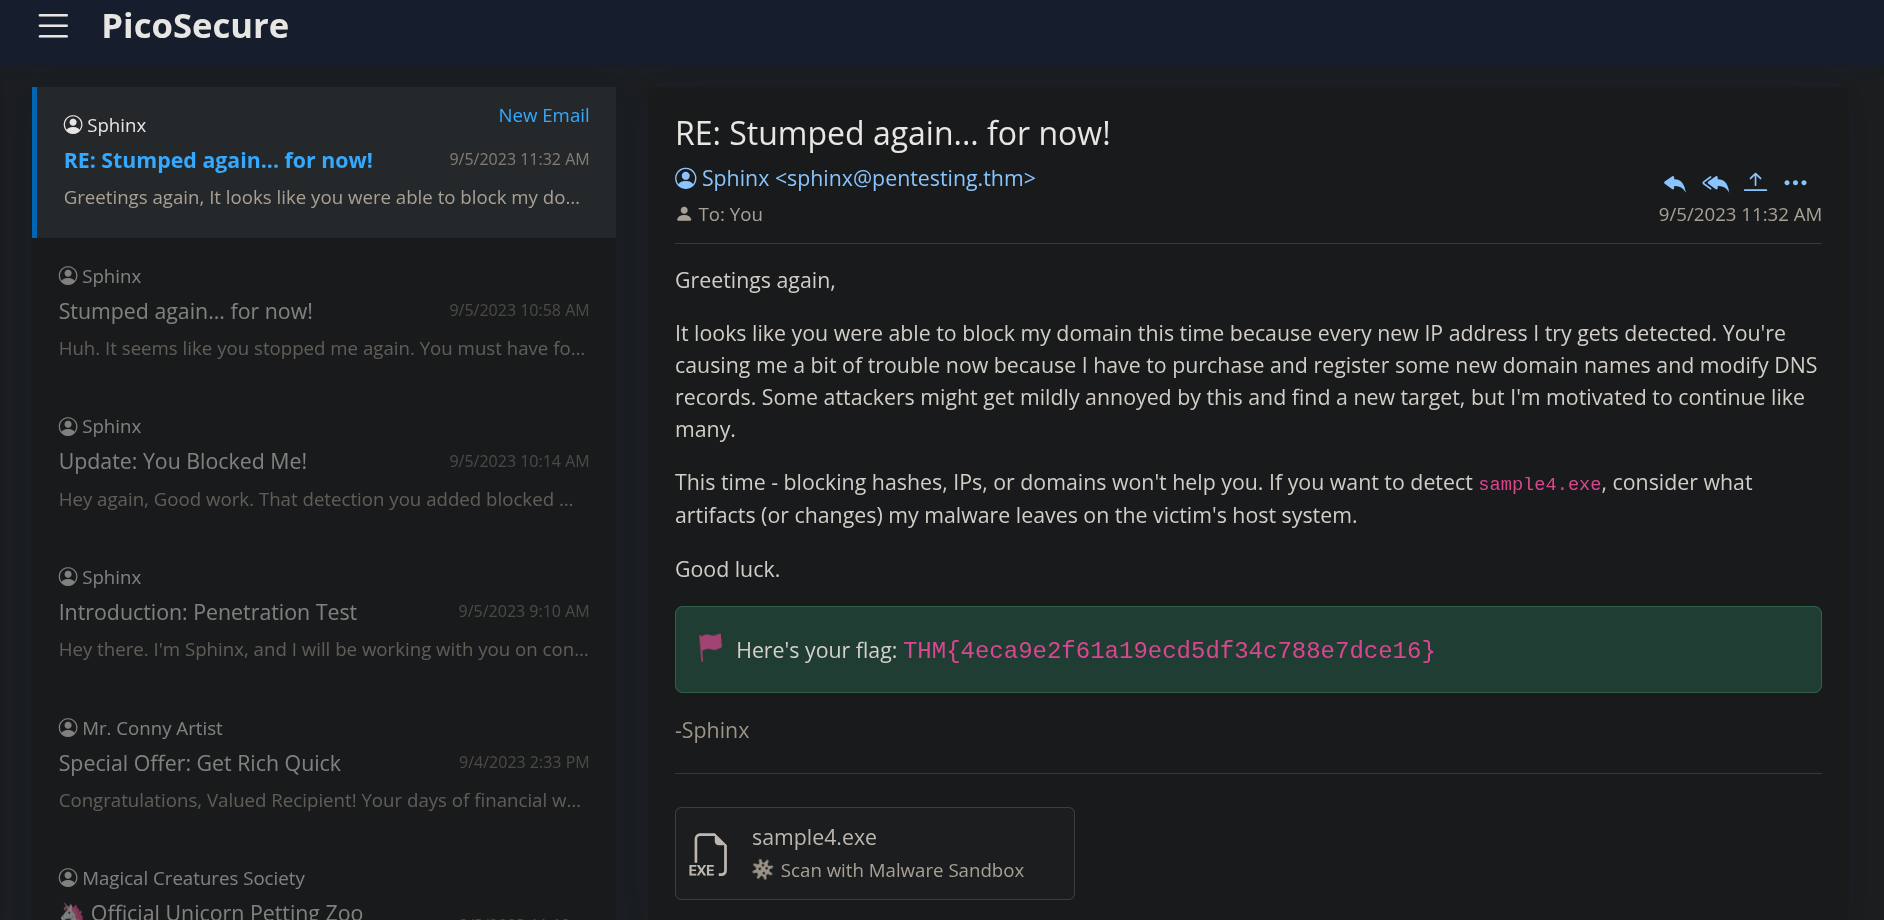 PicoSecure
Sphinx
New Email
RE: Stumped again... for now!
9/5/2023 11:32 AM
Greetings again, It looks like you were able to block my do...
Sphinx
Stumped again... for now!
9/5/2023 10:58 AM
Huh. It seems like you stopped me again. You must have fo...
Sphinx
Update: You Blocked Me!
9/5/2023 10:14 AM
Hey again, Good work. That detection you added blocked ...
Sphinx
Introduction: Penetration Test
9/5/2023 9:10 AM
Hey there. I'm Sphinx, and I will be working with you on con...
Mr. Conny Artist
Special Offer: Get Rich Quick
9/4/2023 2:33 PM
Congratulations, Valued Recipient! Your days of financial w...
Magical Creatures Society
Official Unicorn Petting Zoo
RE: Stumped again... for now!
Sphinx <sphinx@pentesting.thm>
To: You
9/5/2023 11:32 AM
Greetings again,
It looks like you were able to block my domain this time because every new IP address I try gets detected. You're
causing me a bit of trouble now because I have to purchase and register some new domain names and modify DNS
records. Some attackers might get mildly annoyed by this and find a new target, but I'm motivated to continue like
many.
This time - blocking hashes, IPs, or domains won't help you. If you want to detect sample4.exe, consider what
artifacts (or changes) my malware leaves on the victim's host system.
Good luck.
Here's your flag: THM{4eca9e2f61a19ecd5df34c788e7dce16}
-Sphinx
EXE
sample4.exe
Scan with Malware Sandbox